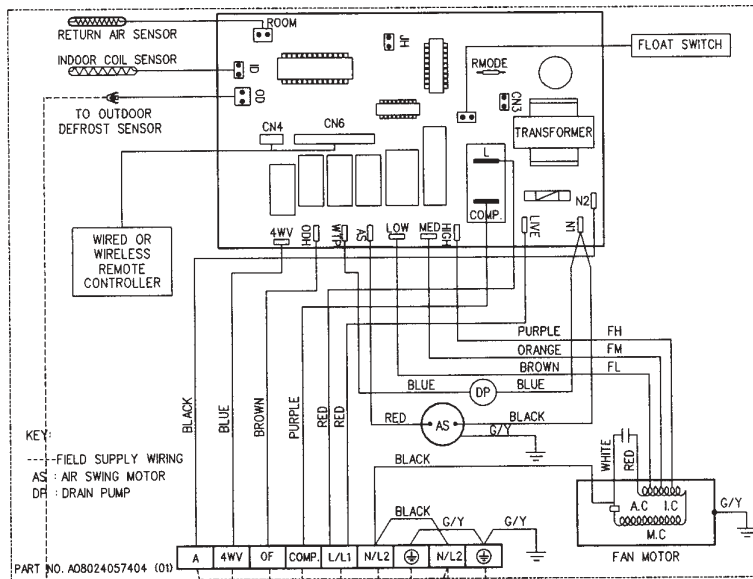 RETURN AIR SENSOR
INDOOR COIL SENSOR
TO OUTDOOR
DEFROST SENSOR
ROOM
ID
OD
JH
RMODE
CN3
FLOAT SWITCH
TRANSFORMER
CN4
CN6
L
COMP.
N2
4WV
ODH
WTP
AS
LOW
MED
HIGH
LIVE
N1
WIRED OR
WIRELESS
REMOTE
CONTROLLER
PURPLE FH
ORANGE FM
BROWN FL
BLUE DP BLUE
RED AS BLACK
G/Y
BLACK
BLUE
BROWN
PURPLE
RED
RED
BLACK
BLACK
WHITE
RED
A.C I.C
M.C
G/Y
FAN MOTOR
KEY:
FIELD SUPPLY WIRING
AS : AIR SWING MOTOR
DP : DRAIN PUMP
G/Y
G/Y
A 4WV OF COMP. L/L1 N/L2 N/L2
PART NO. A08024057404 (01)